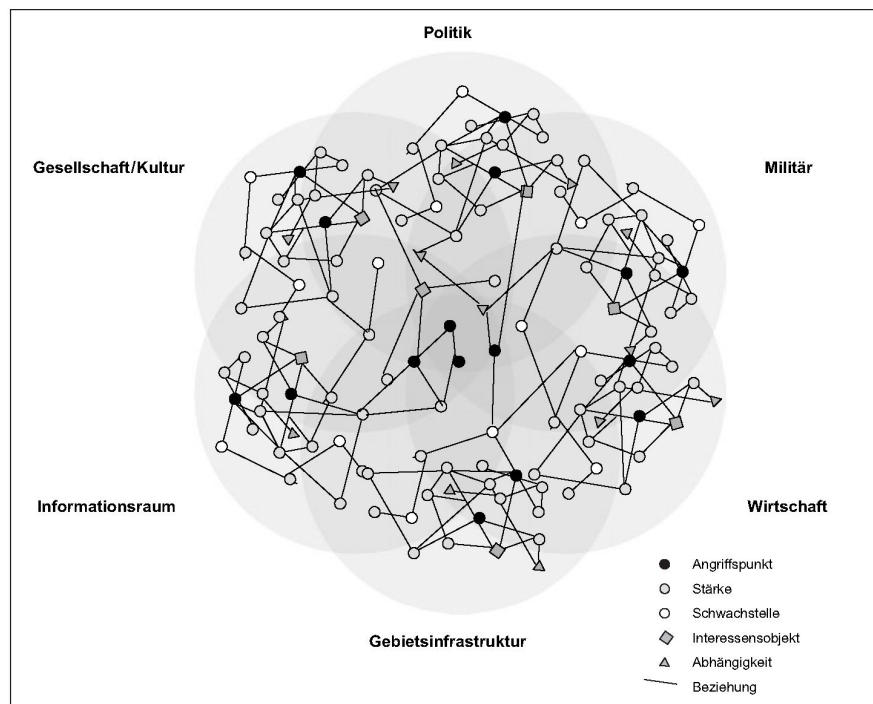 Politik
Gesellschaft/Kultur
Militär
Informationsraum
Wirtschaft
Gebietsinfrastruktur
Angriffspunkt
Stärke
Schwachstelle
Interessensobjekt
Abhängigkeit
Beziehung